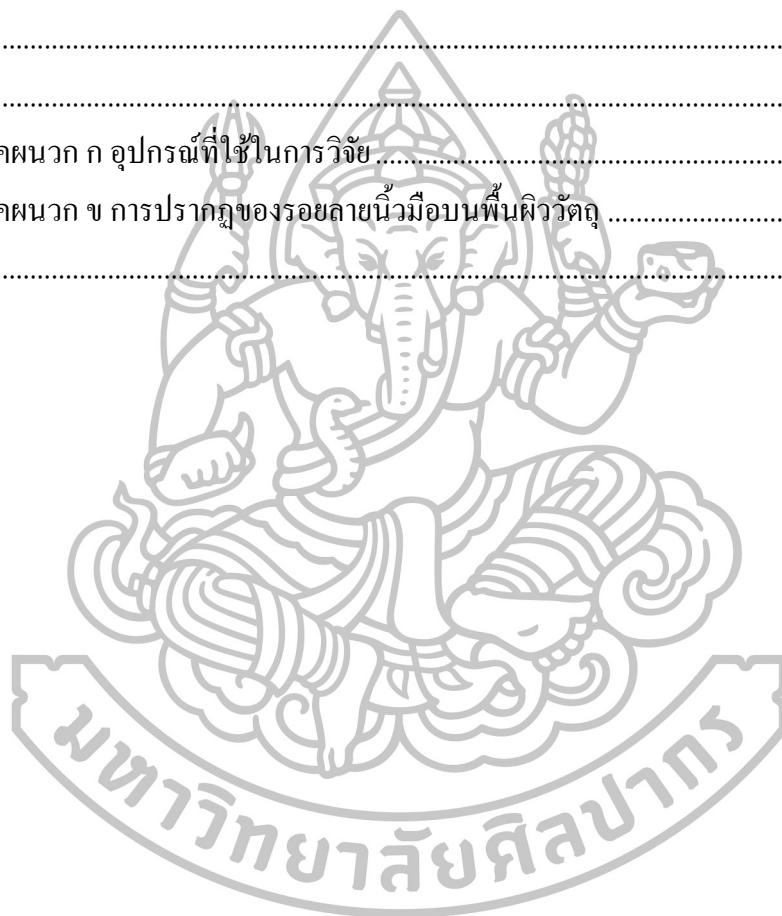 ................................................................................................................
................................................................................................................
คผนวก ก อุปกรณ์ที่ใช้ในการวิจัย..........................................................
คผนวก ข การปรากฏของรอยลายนิ้วมือบนพื้นผิววัตถุ .........................
................................................................................................................
มหาวิทยาลัยศิลปากร